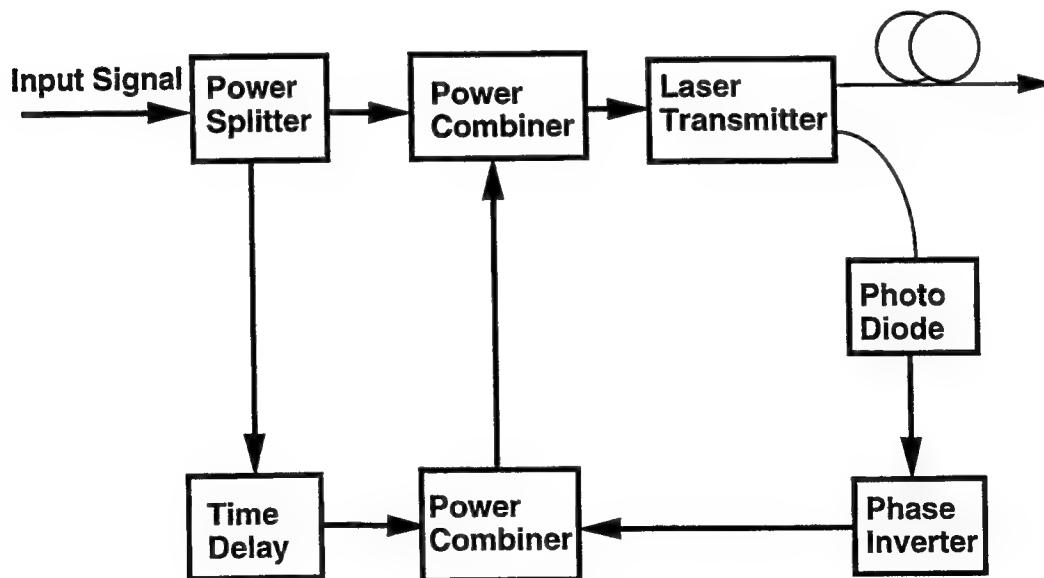 Input Signal
Power
Splitter
Power
Combiner
Laser
Transmitter
Photo
Diode
Time
Delay
Power
Combiner
Phase
Inverter